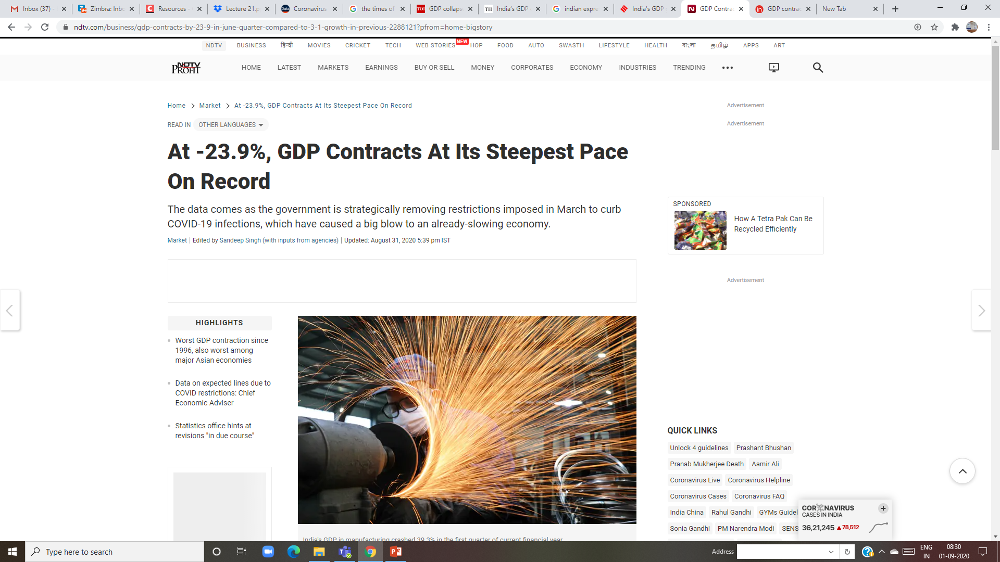 Inbox (37) -
Zimbra: Inbo
Resources -
Lecture 21.p
Coronavirus
the times of
GDP collaps
India's GDP
indian expre
India's GDP
GDP Contrac
GDP contrac
New Tab
ndtv.com/business/gdp-contracts-by-23-9-in-june-quarter-compared-to-3-1-growth-in-previous-2288121?pfrom=home-bigstory
NDTV BUSINESS हिन्दी MOVIES CRICKET TECH WEB STORIES NEW HOP FOOD AUTO SWASTH LIFESTYLE HEALTH বাংলা தமிழ் APPS ART
NDTV PROFIT
HOME LATEST MARKETS EARNINGS BUY OR SELL MONEY CORPORATES ECONOMY INDUSTRIES TRENDING
Home > Market > At -23.9%, GDP Contracts At Its Steepest Pace On Record
Advertisement
READ IN OTHER LANGUAGES
Advertisement
At -23.9%, GDP Contracts At Its Steepest Pace
On Record
The data comes as the government is strategically removing restrictions imposed in March to curb
COVID-19 infections, which have caused a big blow to an already-slowing economy.
Market | Edited by Sandeep Singh (with inputs from agencies) | Updated: August 31, 2020 5:39 pm IST
SPONSORED
How A Tetra Pak Can Be
Recycled Efficiently
Advertisement
HIGHLIGHTS
Worst GDP contraction since
1996, also worst among
major Asian economies
Data on expected lines due to
COVID restrictions: Chief
Economic Adviser
Statistics office hints at
revisions "in due course"
India's GDP in manufacturing crashed 39.3% in the first quarter of current financial year
QUICK LINKS
Unlock 4 guidelines Prashant Bhushan
Pranab Mukherjee Death Aamir Ali
Coronavirus Live Coronavirus Helpline
Coronavirus Cases Coronavirus FAQ
India China Rahul Gandhi GYMs Guidel
Sonia Gandhi PM Narendra Modi SENS
CORONAVIRUS
CASES IN INDIA
36,21,245 ▲78,512
Type here to search
Address
ENG
IN
08:30
01-09-2020